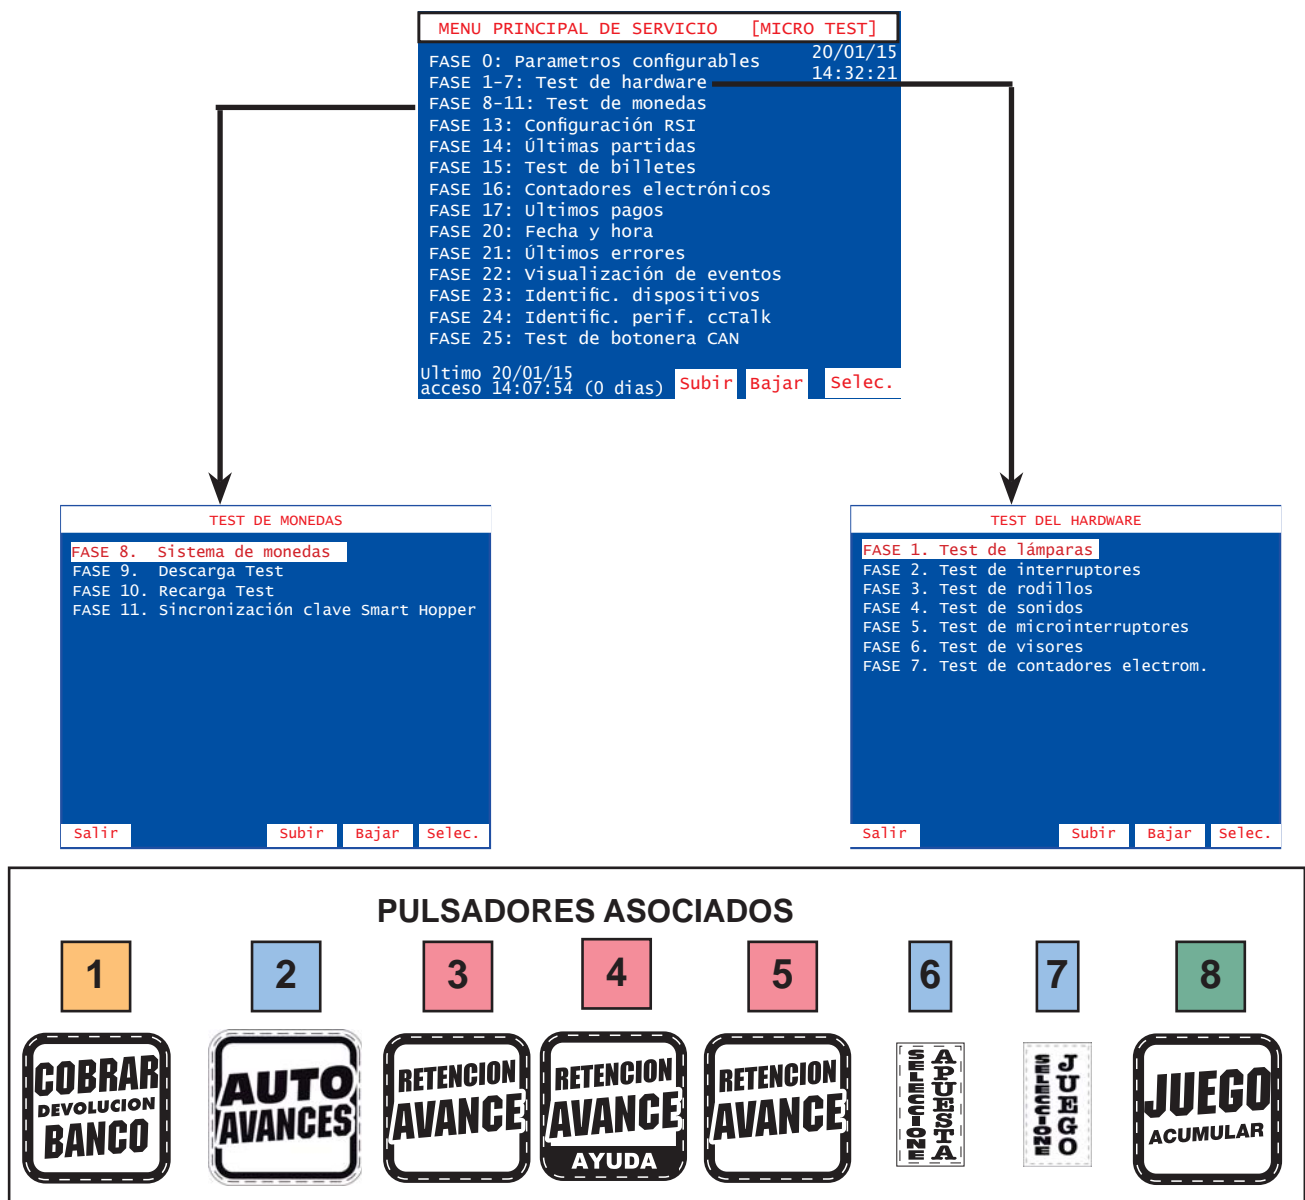 MENU PRINCIPAL DE SERVICIO [MICRO TEST]
20/01/15
14:32:21
FASE 0: Parametros configurables
FASE 1-7: Test de hardware
FASE 8-11: Test de monedas
FASE 13: Configuración RSI
FASE 14: Últimas partidas
FASE 15: Test de billetes
FASE 16: Contadores electrónicos
FASE 17: Ultimos pagos
FASE 20: Fecha y hora
FASE 21: Últimos errores
FASE 22: Visualización de eventos
FASE 23: Identific. dispositivos
FASE 24: Identific. perif. ccTalk
FASE 25: Test de botonera CAN
Ultimo 20/01/15
acceso 14:07:54 (0 dias) Subir Bajar Selec.
TEST DE MONEDAS
FASE 8. Sistema de monedas
FASE 9. Descarga Test
FASE 10. Recarga Test
FASE 11. Sincronización clave Smart Hopper
Salir Subir Bajar Selec.
TEST DEL HARDWARE
FASE 1. Test de lámparas
FASE 2. Test de interruptores
FASE 3. Test de rodillos
FASE 4. Test de sonidos
FASE 5. Test de microinterruptores
FASE 6. Test de visores
FASE 7. Test de contadores electrom.
Salir Subir Bajar Selec.
PULSADORES ASOCIADOS
1 2 3 4 5 6 7 8
COBRAR
DEVOLUCION
BANCO
AUTO
AVANCES
RETENCION
AVANCE
RETENCION
AVANCE
AYUDA
RETENCION
AVANCE
SELECCIONE
APUESTA
SELECCIONE
JUEGO
JUEGO
ACUMULAR